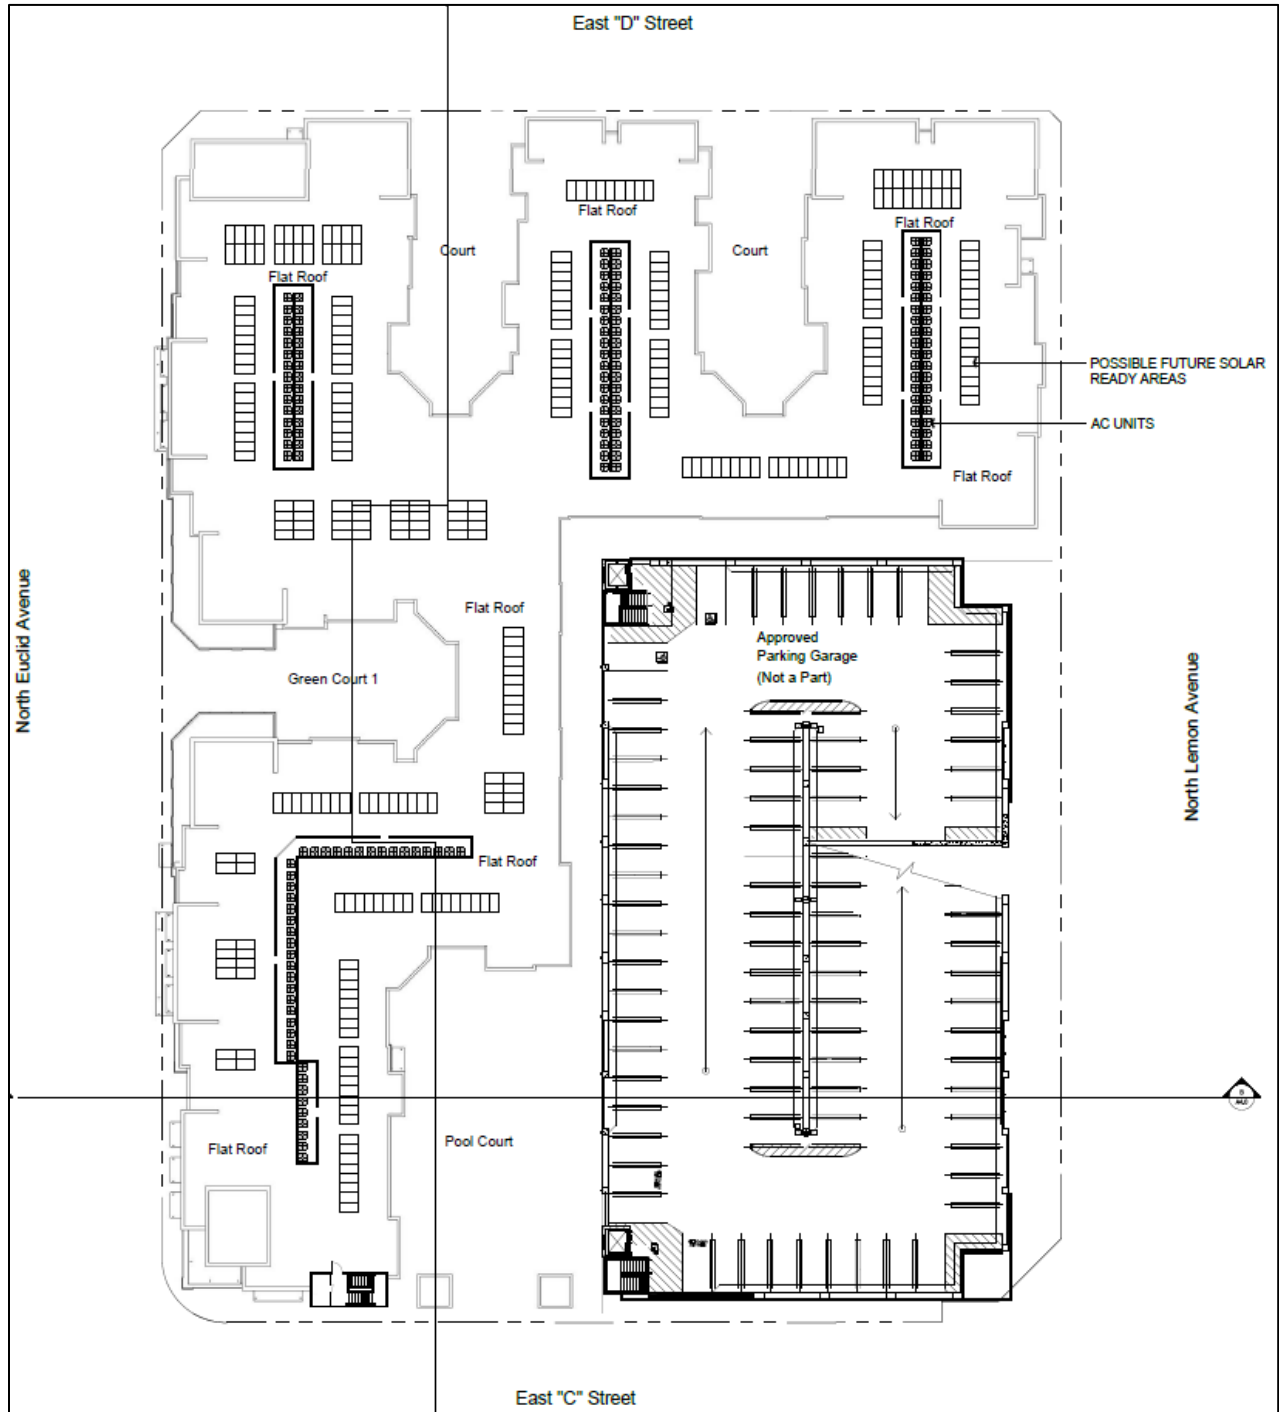 East "D" Street
Flat Roof
Flat Roof
Court
Court
Flat Roof
POSSIBLE FUTURE SOLAR
READY AREAS
AC UNITS
Flat Roof
North Euclid Avenue
Flat Roof
Approved
Parking Garage
(Not a Part)
Green Court 1
North Lemon Avenue
Flat Roof
Pool Court
Flat Roof
East "C" Street